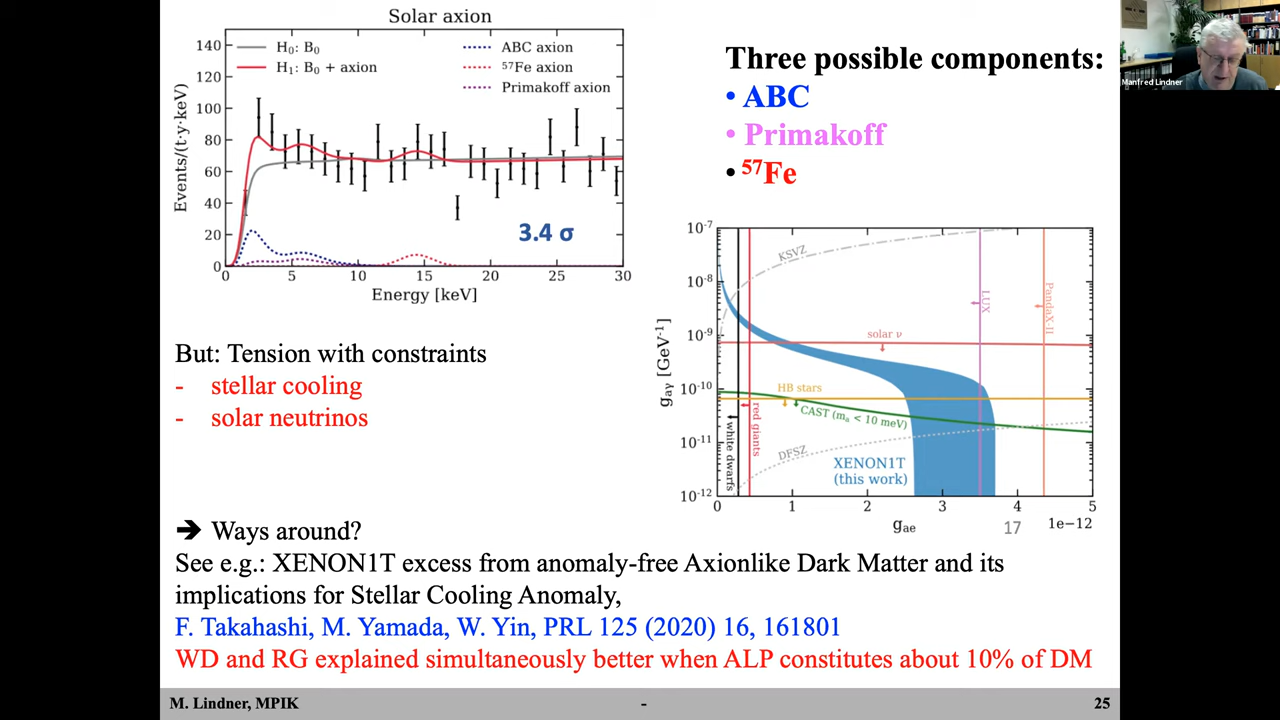 Solar axion
140
120
100
80
60
40
20
0
H₀: B₀
H₁: B₀ + axion
ABC axion
⁵⁷Fe axion
Primakoff axion
3.4 σ
0 5 10 15 20 25 30
Energy [keV]
Events/(t·y·keV)
Three possible components:
• ABC
• Primakoff
• ⁵⁷Fe
Manfred Lindner
10⁻⁷
10⁻⁸
10⁻⁹
10⁻¹⁰
10⁻¹¹
10⁻¹²
gaγ [GeV⁻¹]
KSVZ
LUX
PandaX-II
solar ν
HB stars
CAST (mₐ < 10 meV)
red giants
white dwarfs
DFSZ
XENON1T
(this work)
0 1 2 3 4 5
gae
17
1e−12
But: Tension with constraints
- stellar cooling
- solar neutrinos
➔ Ways around?
See e.g.: XENON1T excess from anomaly-free Axionlike Dark Matter and its
implications for Stellar Cooling Anomaly,
F. Takahashi, M. Yamada, W. Yin, PRL 125 (2020) 16, 161801
WD and RG explained simultaneously better when ALP constitutes about 10% of DM
M. Lindner, MPIK
-
25